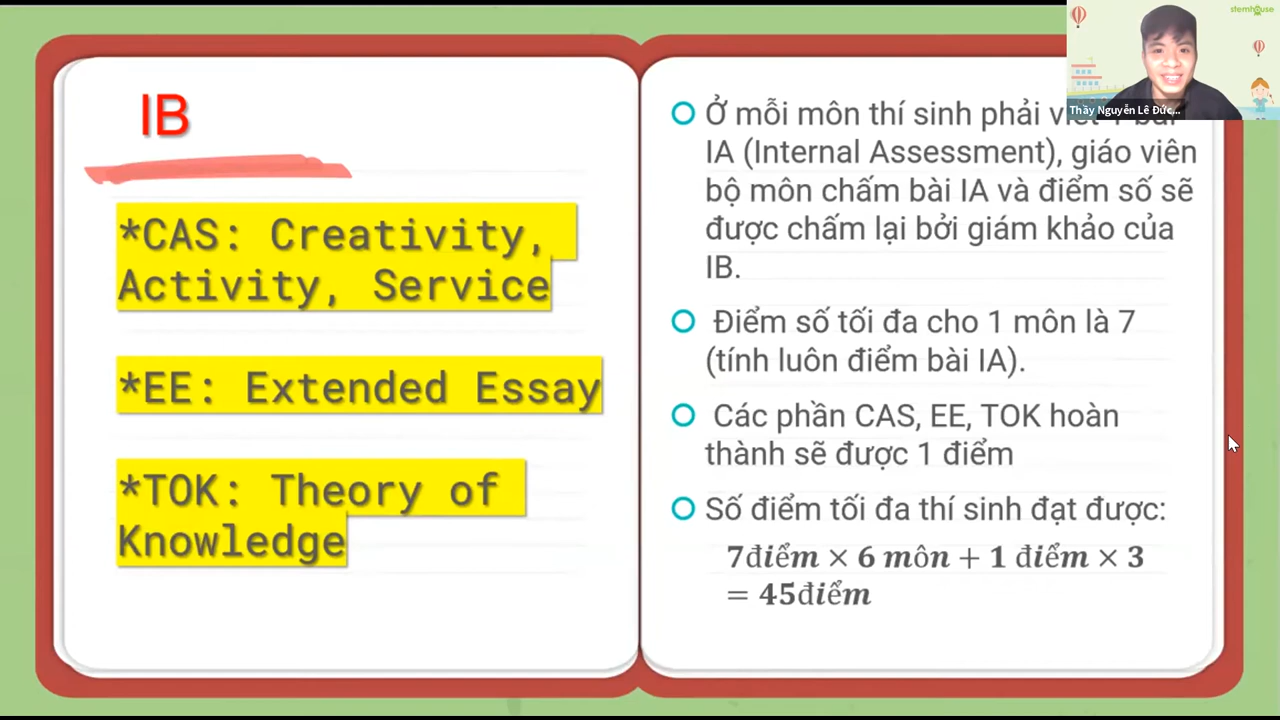 IB
*CAS: Creativity,
Activity, Service
*EE: Extended Essay
*TOK: Theory of
Knowledge
stemhouse
Thầy Nguyễn Lê Đức...
Ở mỗi môn thí sinh phải viết 1 bài
IA (Internal Assessment), giáo viên
bộ môn chấm bài IA và điểm số sẽ
được chấm lại bởi giám khảo của
IB.
Điểm số tối đa cho 1 môn là 7
(tính luôn điểm bài IA).
Các phần CAS, EE, TOK hoàn
thành sẽ được 1 điểm
Số điểm tối đa thí sinh đạt được:
7điểm × 6 môn + 1 điểm × 3
= 45điểm